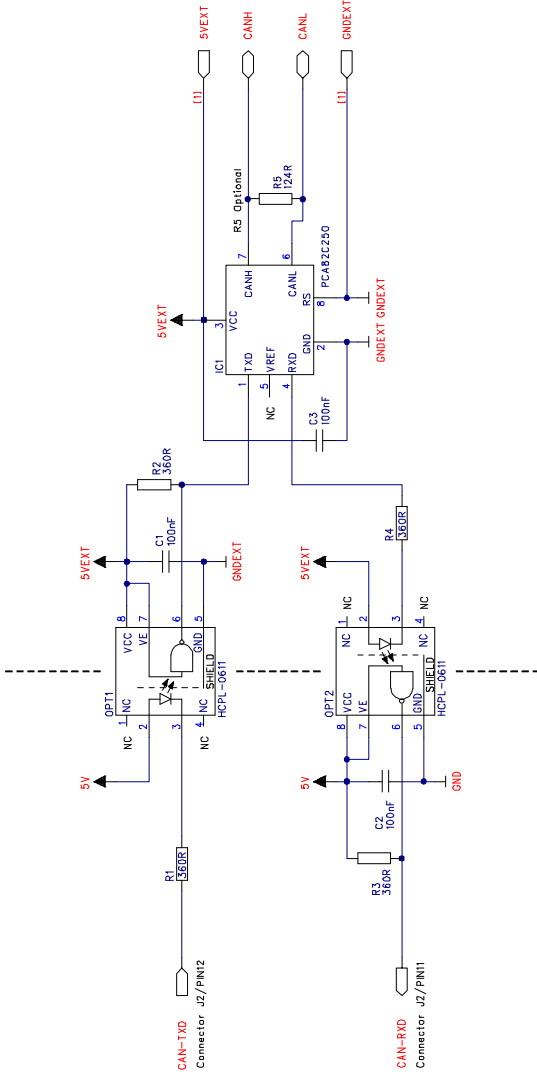 CAN-TXD
Connector J2/PIN12
R1
360R
5V
OPT1
NC
1
NC
2
3
4
NC
VCC
8
VE
7
6
GND
5
SHIELD
HCPL-0611
5VEXT
C1
100nF
GNDEXT
R2
360R
5VEXT
IC1
VCC
3
TXD
1
VREF
5
NC
RXD
4
CANH
7
CANL
6
GND
2
RS
8
PCA82C250
C3
100nF
GNDEXT
GNDEXT
R5 Optional
R5
124R
[1]
5VEXT
CANH
CANL
[1]
GNDEXT
CAN-RXD
Connector J2/PIN11
R3
360R
C2
100nF
5V
GND
OPT2
VCC
8
VE
7
6
GND
5
NC
1
NC
2
3
NC
4
NC
SHIELD
HCPL-0611
5VEXT
R4
360R